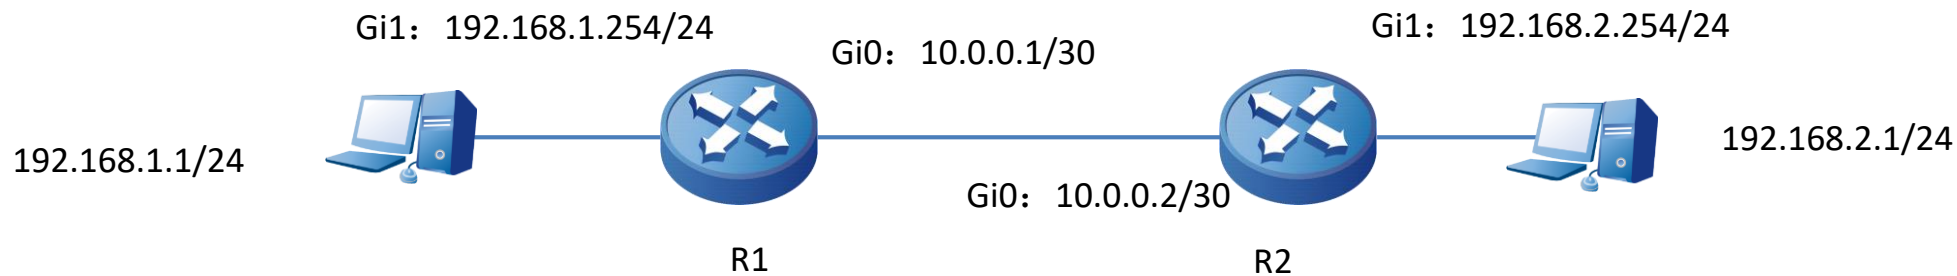 Gi1：192.168.1.254/24
Gi1：192.168.2.254/24
Gi0：10.0.0.1/30
192.168.1.1/24
192.168.2.1/24
Gi0：10.0.0.2/30
R1
R2